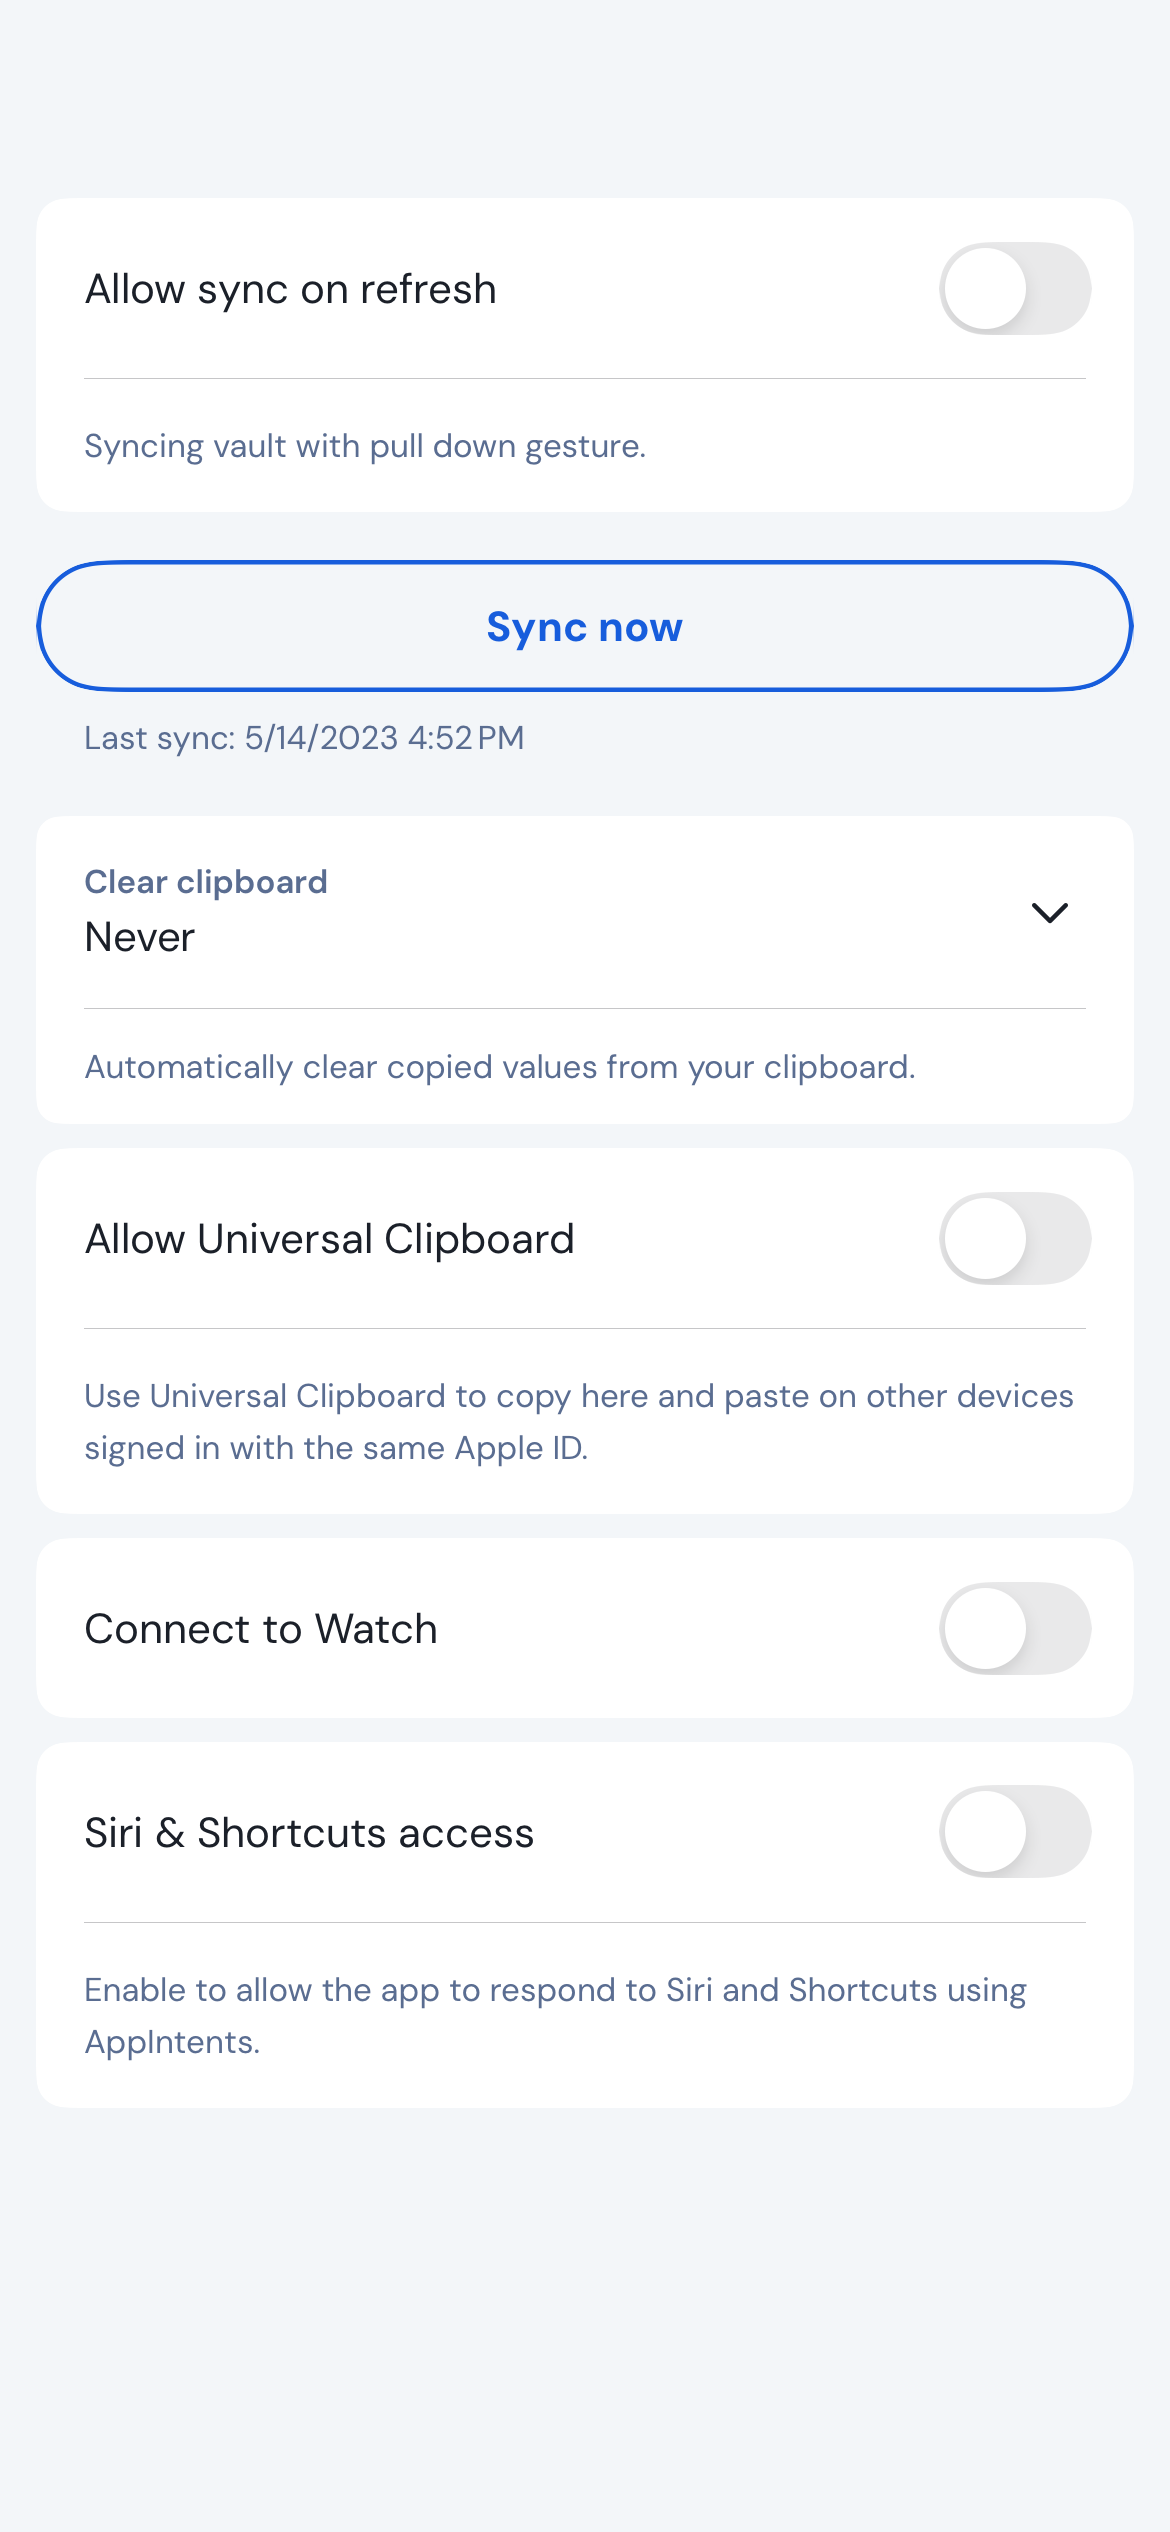 Allow sync on refresh
Syncing vault with pull down gesture.
Sync now
Last sync: 5/14/2023 4:52 PM
Clear clipboard
Never
Automatically clear copied values from your clipboard.
Allow Universal Clipboard
Use Universal Clipboard to copy here and paste on other devices
signed in with the same Apple ID.
Connect to Watch
Siri & Shortcuts access
Enable to allow the app to respond to Siri and Shortcuts using
AppIntents.